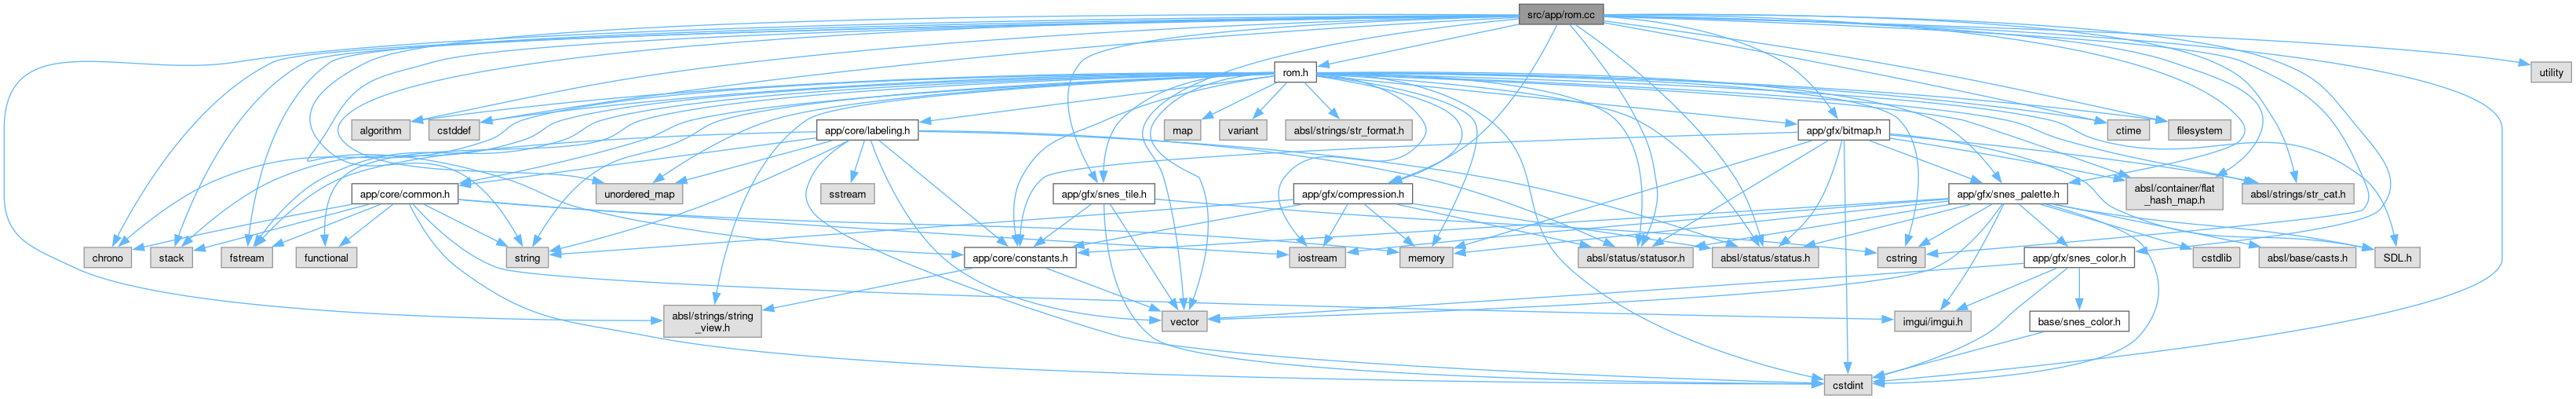 src/app/rom.cc
rom.h
utility
algorithm
cstddef
app/core/labeling.h
map
variant
absl/strings/str_format.h
app/gfx/bitmap.h
ctime
filesystem
app/core/common.h
unordered_map
sstream
app/gfx/snes_tile.h
app/gfx/compression.h
app/gfx/snes_palette.h
absl/container/flat
_hash_map.h
absl/strings/str_cat.h
chrono
stack
fstream
functional
string
app/core/constants.h
iostream
memory
absl/status/statusor.h
absl/status/status.h
cstring
app/gfx/snes_color.h
cstdlib
absl/base/casts.h
SDL.h
absl/strings/string
_view.h
vector
imgui/imgui.h
base/snes_color.h
cstdint